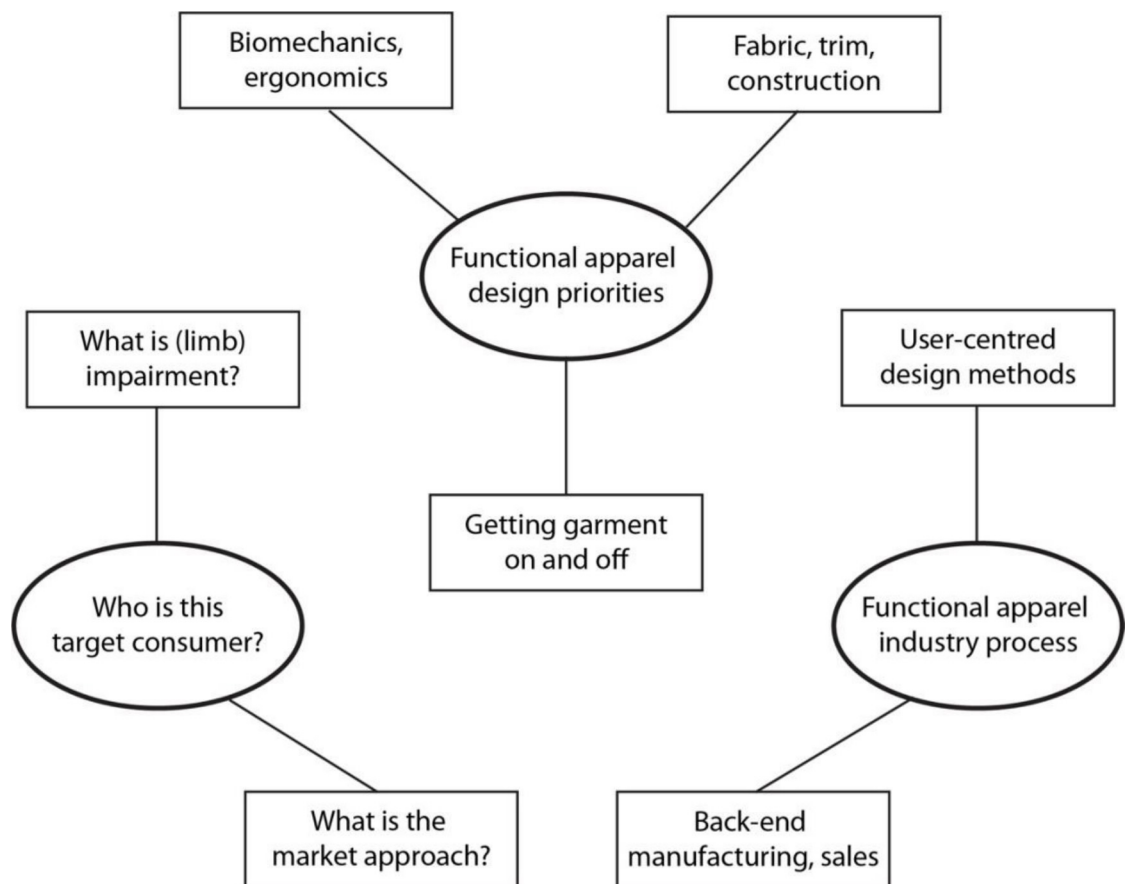 Biomechanics,
ergonomics
Fabric, trim,
construction
Functional apparel
design priorities
What is (limb)
impairment?
User-centred
design methods
Getting garment
on and off
Who is this
target consumer?
Functional apparel
industry process
What is the
market approach?
Back-end
manufacturing, sales